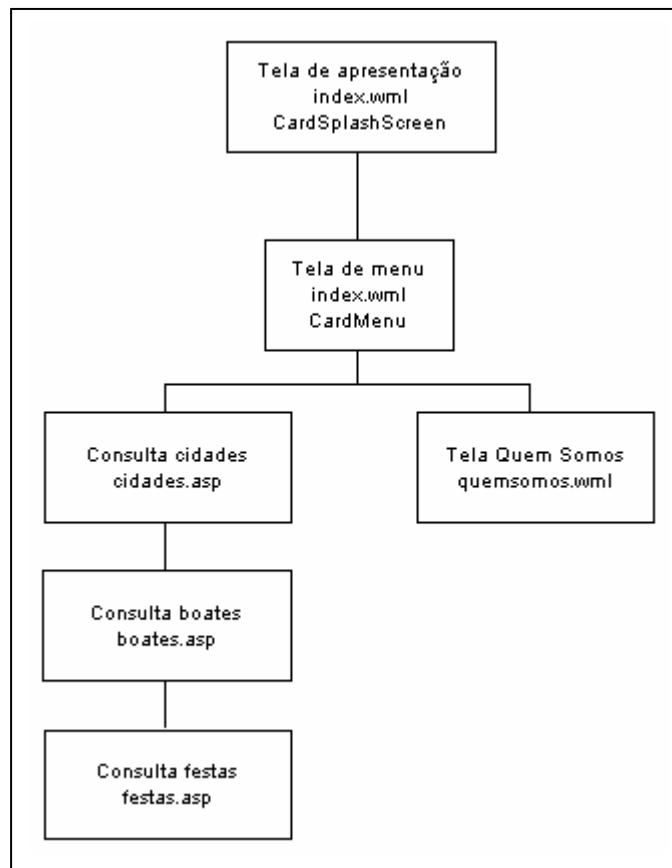 Tela de apresentação
index.wml
CardSplashScreen
Tela de menu
index.wml
CardMenu
Consulta cidades
cidades.asp
Tela Quem Somos
quemsomos.wml
Consulta boates
boates.asp
Consulta festas
festas.asp